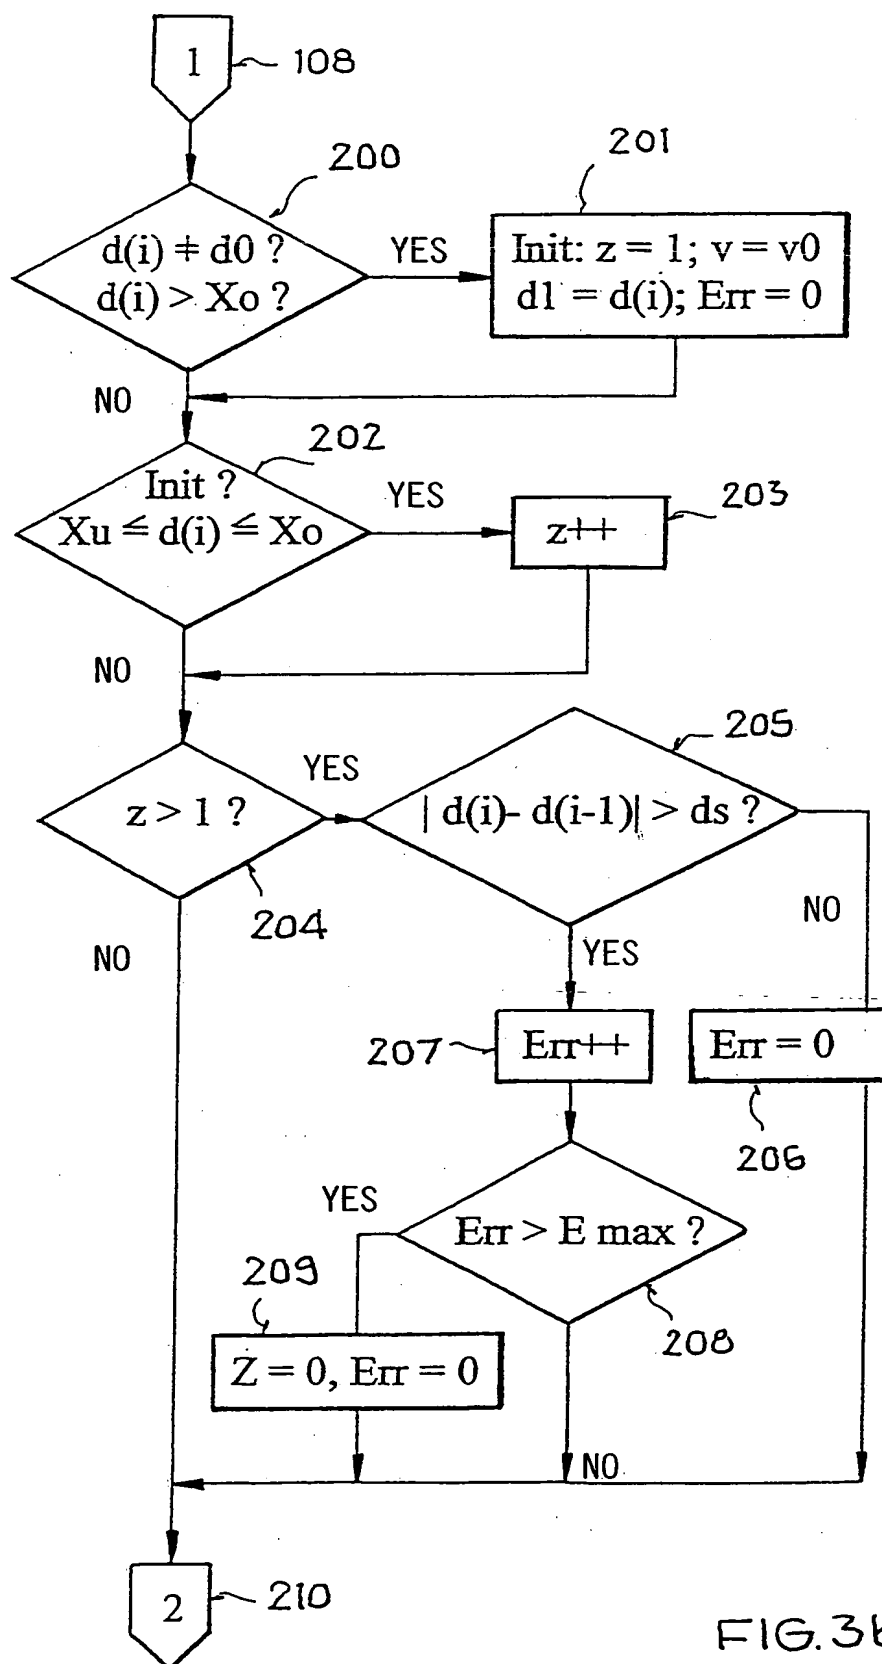 1
108
200
d(i) ≠ d0 ?
d(i) > Xo ?
YES
201
Init: z = 1; v = v0
d1 = d(i); Err = 0
NO
202
Init ?
Xu ≦ d(i) ≦ Xo
YES
203
z++
NO
z > 1 ?
YES
204
205
| d(i)- d(i-1)| > ds ?
NO
NO
YES
207
Err++
Err = 0
206
YES
Err > E max ?
208
209
Z = 0, Err = 0
NO
2
210
FIG.3b